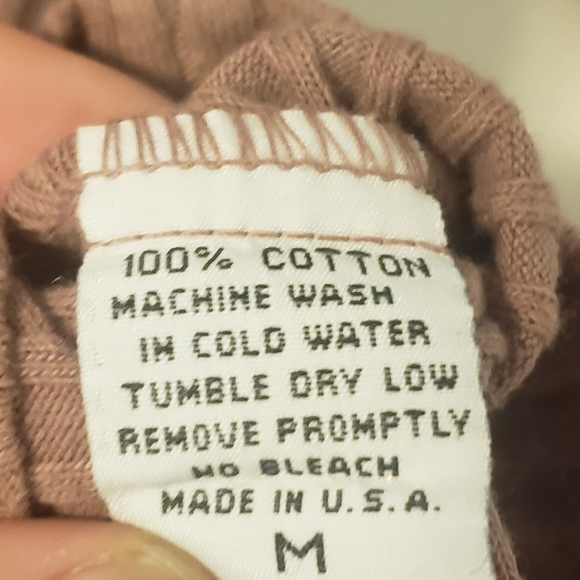 100% COTTON
MACHINE WASH
IN COLD WATER
TUMBLE DRY LOW
REMOVE PROMPTLY
NO BLEACH
MADE IN U.S.A.
M